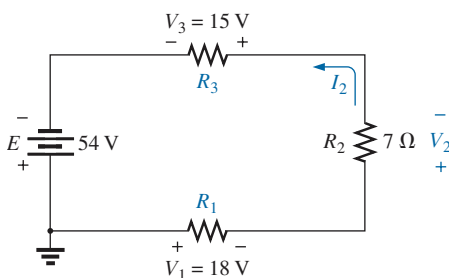 V3 = 15 V
− +
R3
I2
−
E 54 V
+
R2 7 Ω
−
V2
+
R1
+ −
V1 = 18 V